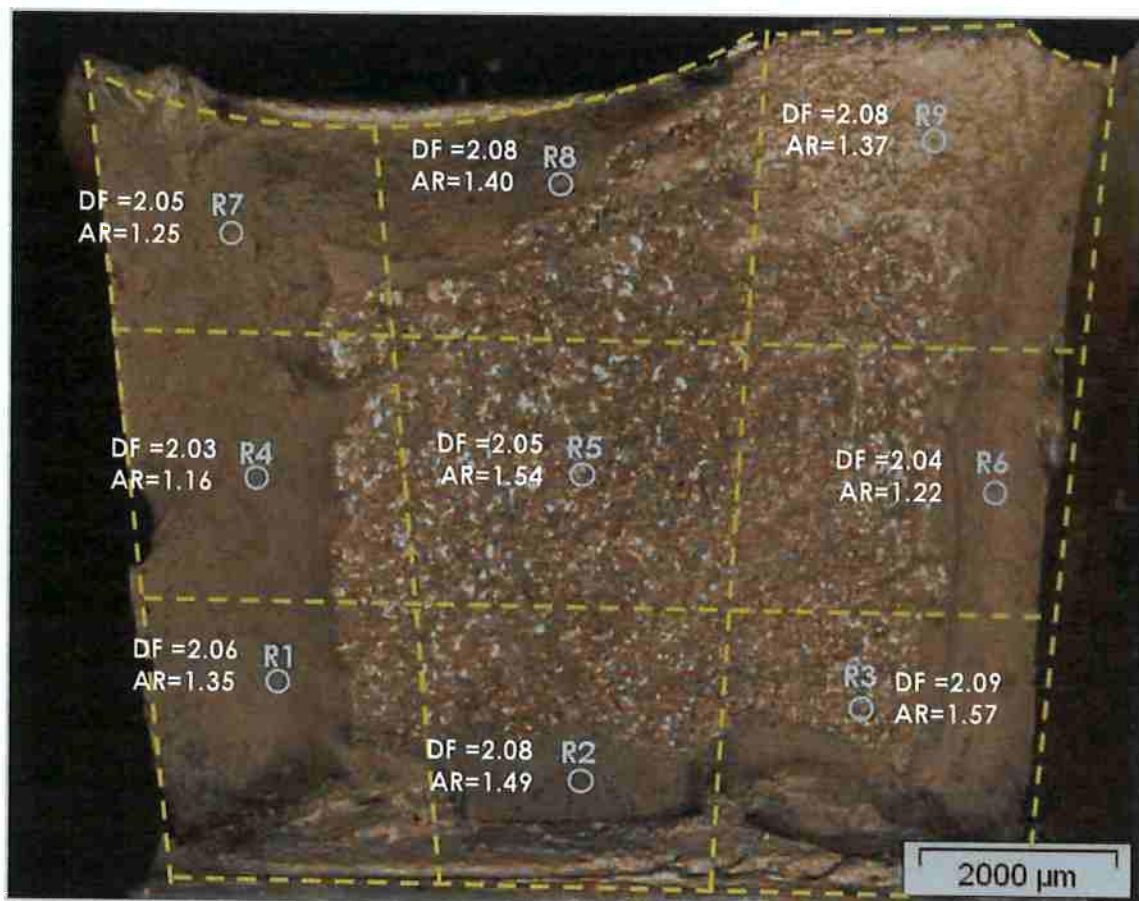 DF =2.08 R9
AR=1.37
DF =2.08 R8
AR=1.40
DF =2.05 R7
AR=1.25
DF =2.03 R4
AR=1.16
DF =2.05 R5
AR=1.54
DF =2.04 R6
AR=1.22
DF =2.06 R1
AR=1.35
R3 DF =2.09
AR=1.57
DF =2.08 R2
AR=1.49
2000 µm